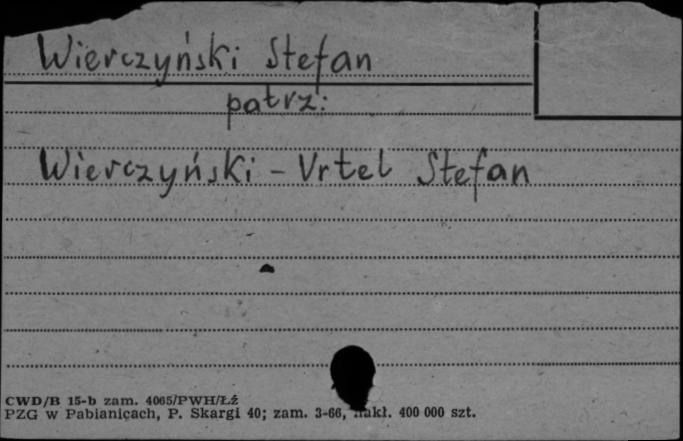 Wierczyński Stefan
patrz:
Wierczyński - Vrtel Stefan
CWD/B 15-b zam. 4065/PWH/Łź
PZG w Pabianicach, P. Skargi 40; zam. 3-66, nakł. 400 000 szt.